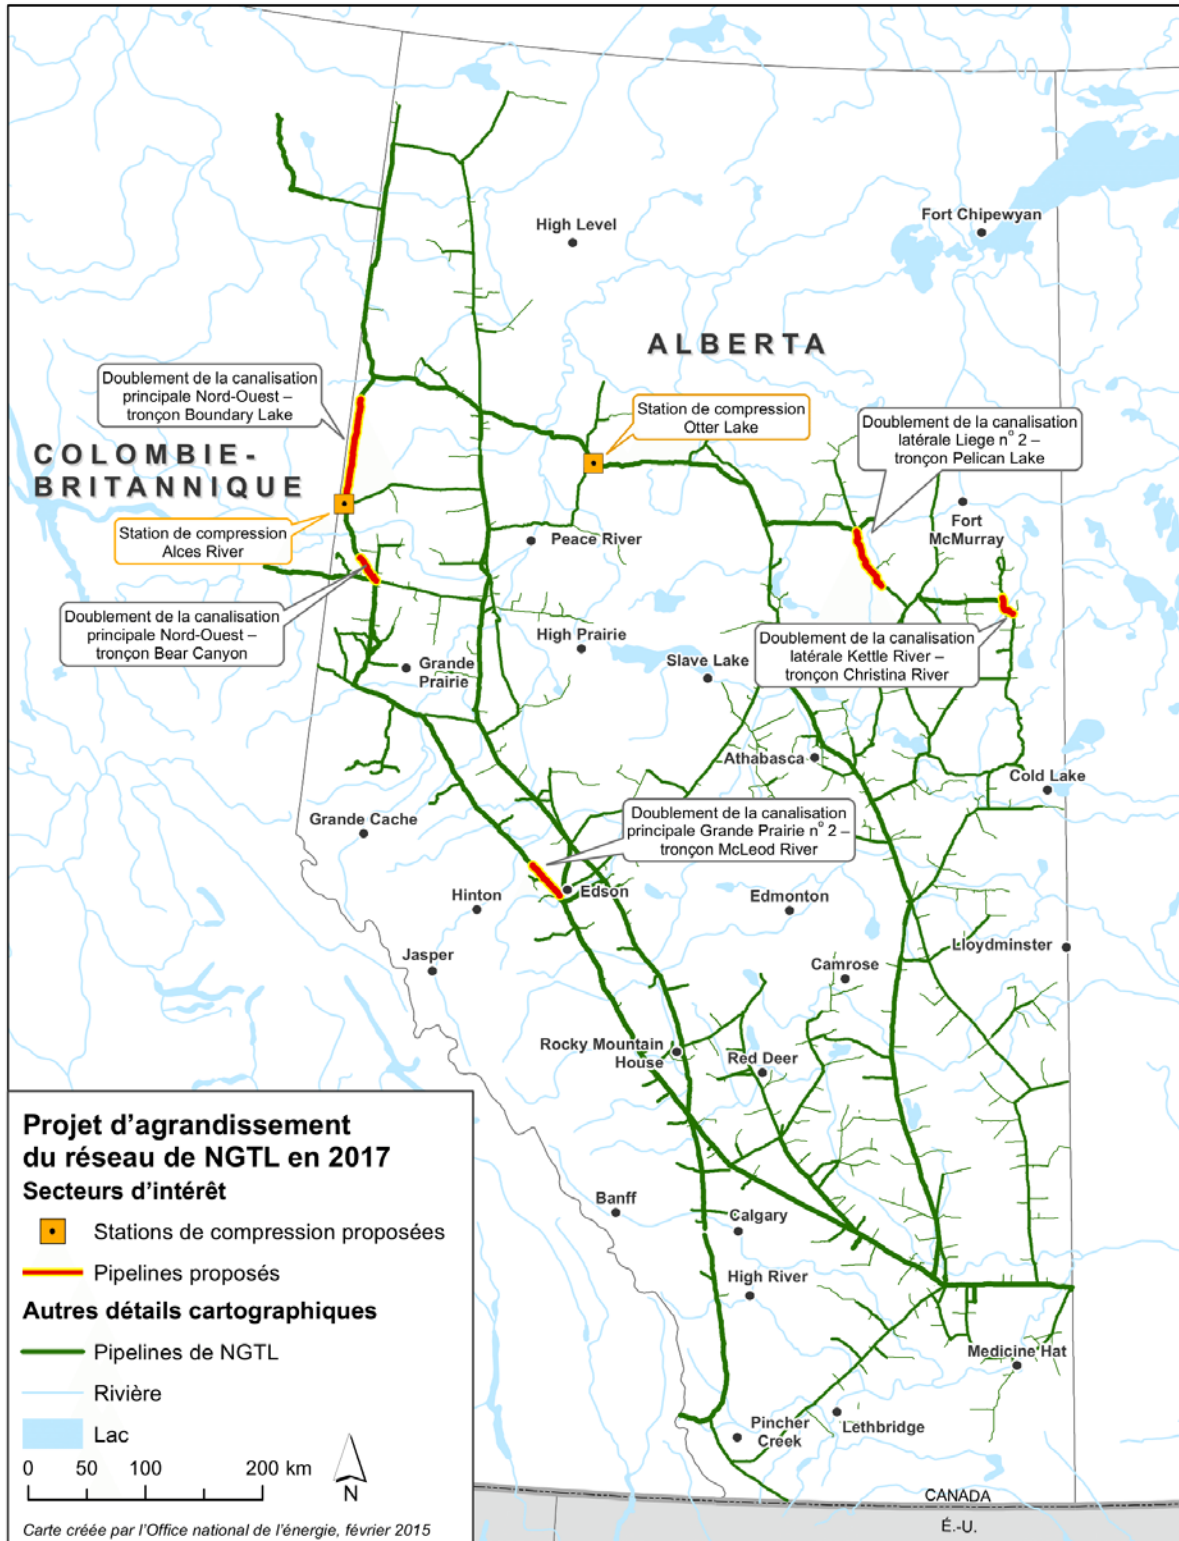 High Level
Fort Chipewyan
ALBERTA
Doublement de la canalisation
principale Nord-Ouest –
tronçon Boundary Lake
Station de compression
Otter Lake
Doublement de la canalisation
latérale Liege nº 2 –
tronçon Pelican Lake
COLOMBIE-
BRITANNIQUE
Fort
McMurray
Station de compression
Alces River
Peace River
Doublement de la canalisation
principale Nord-Ouest –
tronçon Bear Canyon
High Prairie
Doublement de la canalisation
latérale Kettle River –
tronçon Christina River
Slave Lake
Grande
Prairie
Athabasca
Cold Lake
Doublement de la canalisation
principale Grande Prairie nº 2 –
tronçon McLeod River
Grande Cache
Edson
Hinton
Edmonton
Lloydminster
Jasper
Camrose
Rocky Mountain
House
Red Deer
Banff
Calgary
High River
Medicine Hat
Pincher
Creek
Lethbridge
CANADA
É.-U.
Projet d'agrandissement
du réseau de NGTL en 2017
Secteurs d'intérêt
Stations de compression proposées
Pipelines proposés
Autres détails cartographiques
Pipelines de NGTL
Rivière
Lac
0 50 100 200 km
N
Carte créée par l'Office national de l'énergie, février 2015